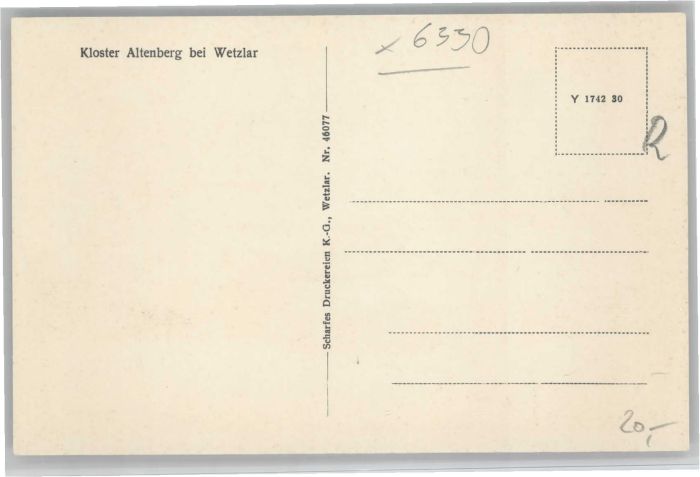 Kloster Altenberg bei Wetzlar
x 6330
Y 1742 30
R
Scharfes Druckereien K.-G., Wetzlar. Nr. 46077
20,-